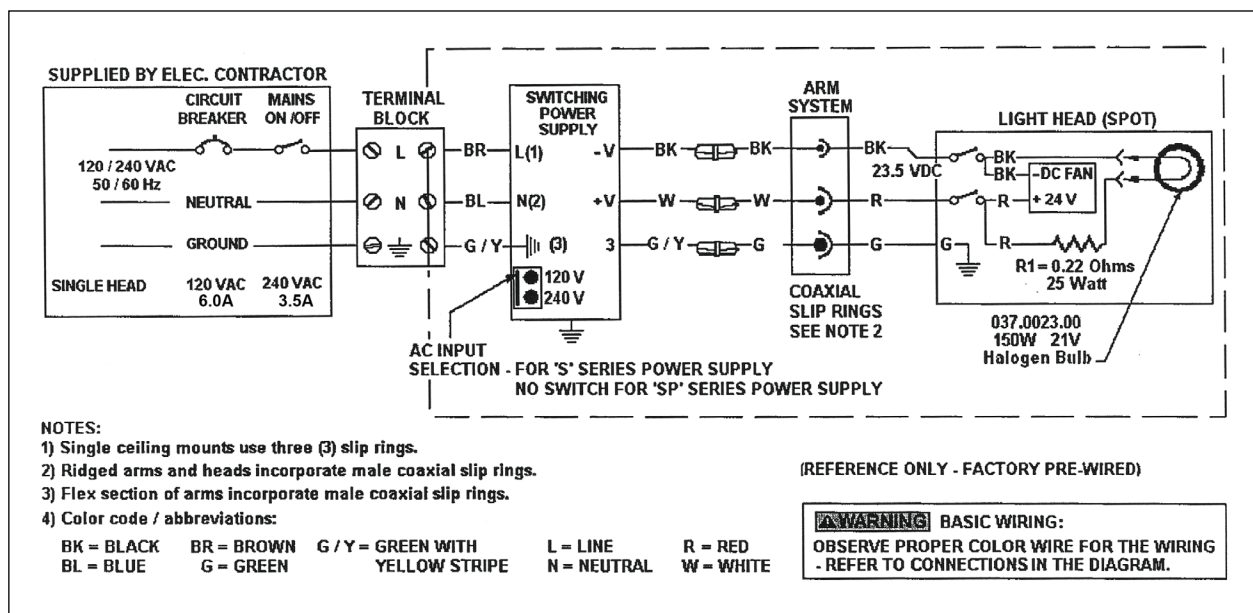 SUPPLIED BY ELEC. CONTRACTOR
CIRCUIT BREAKER
MAINS ON /OFF
120 / 240 VAC
50 / 60 Hz
NEUTRAL
GROUND
SINGLE HEAD
120 VAC
6.0A
240 VAC
3.5A
TERMINAL BLOCK
L
N
BR
BL
G / Y
SWITCHING POWER SUPPLY
L(1)
N(2)
(3)
-V
+V
3
120 V
240 V
AC INPUT
SELECTION - FOR 'S' SERIES POWER SUPPLY
NO SWITCH FOR 'SP' SERIES POWER SUPPLY
BK
BK
W
W
G / Y
G
ARM SYSTEM
COAXIAL
SLIP RINGS
SEE NOTE 2
BK
23.5 VDC
R
G
LIGHT HEAD (SPOT)
BK
BK
-DC FAN
+ 24 V
R
R
G
R1= 0.22 Ohms
25 Watt
037.0023.00
150W 21V
Halogen Bulb
NOTES:
1) Single ceiling mounts use three (3) slip rings.
2) Ridged arms and heads incorporate male coaxial slip rings.
3) Flex section of arms incorporate male coaxial slip rings.
4) Color code / abbreviations:
BK = BLACK BR = BROWN G / Y = GREEN WITH L = LINE R = RED
BL = BLUE G = GREEN YELLOW STRIPE N = NEUTRAL W = WHITE
(REFERENCE ONLY - FACTORY PRE-WIRED)
WARNING BASIC WIRING:
OBSERVE PROPER COLOR WIRE FOR THE WIRING
- REFER TO CONNECTIONS IN THE DIAGRAM.